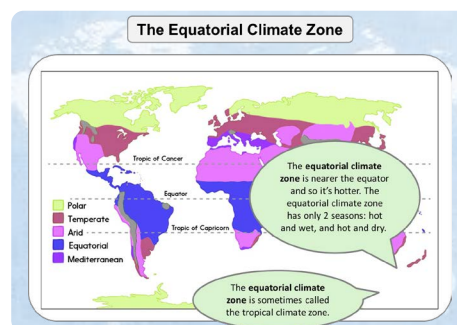 The Equatorial Climate Zone
Tropic of Cancer
Equator
Tropic of Capricorn
Polar
Temperate
Arid
Equatorial
Mediterranean
The equatorial climate
zone is nearer the equator
and so it's hotter. The
equatorial climate zone
has only 2 seasons: hot
and wet, and hot and dry.
The equatorial climate
zone is sometimes called
the tropical climate zone.